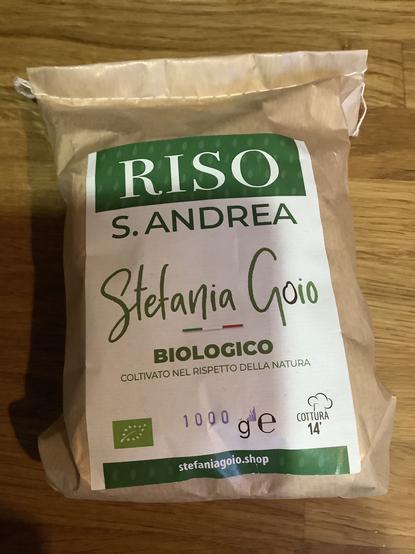 RISO
S. ANDREA
Stefania Goio
BIOLOGICO
COLTIVATO NEL RISPETTO DELLA NATURA
1000 g e
COTTURA
14'
stefaniagoio.shop